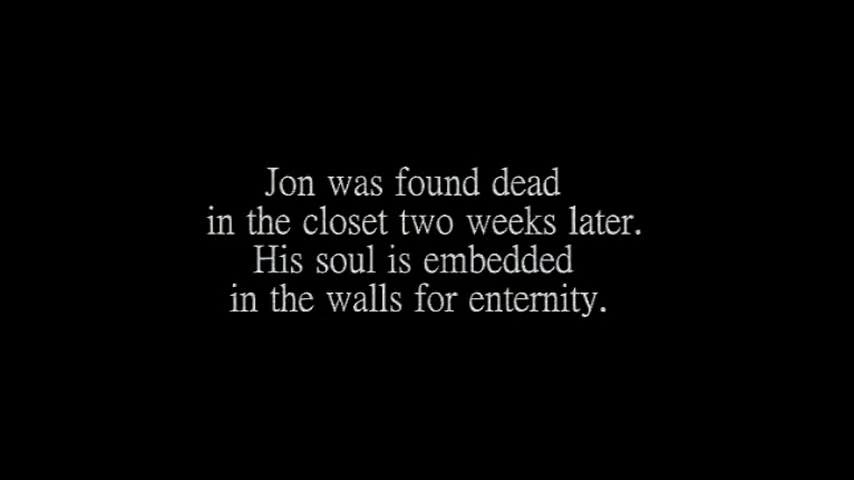 Jon was found dead
in the closet two weeks later.
His soul is embedded
in the walls for enternity.